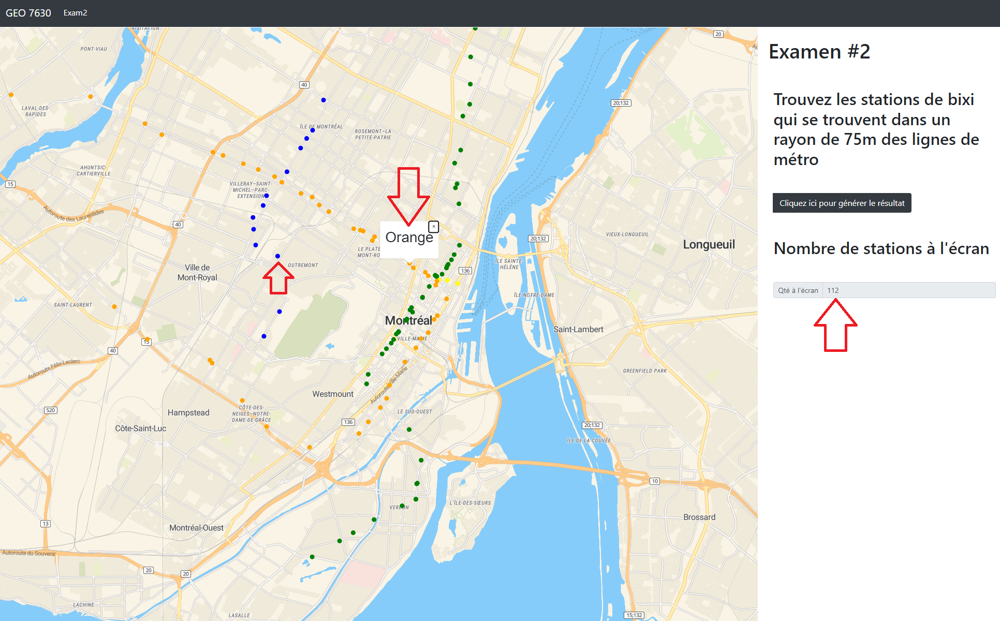 GEO 7630 Exam2
VISITATION
PONT-VIAU
20
40
20;132
LAVAL-DES-
RAPIDES
ÎLE DE MONTRÉAL
ROSEMONT–LA
PETITE-PATRIE
AHUNTSIC-
CARTIERVILLE
15
VILLERAY–SAINT-
MICHEL–PARC-
EXTENSION
Autoroute des Laurentides
40
Orange
×
LE PLATE
MONT-RO
20;132
VIEUX-LONGUEUIL
Longueuil
OUTREMONT
Ville de
Mont-Royal
136
ÎLE SAINTE-
HÉLÈNE
ÎLE NOTRE-DAME
SAINT-LAURENT
Montréal
Saint-Lambert
VILLE-MARIE
15
40
Autoroute Félix-Leclerc
GREENFIELD PARK
Autoroute Ville-Marie
Westmount
520
Hampstead
CÔTE-DES-
NEIGES–NOTRE-
DAME-DE-GRÂCE
LE SUD-OUEST
136
20;132
Côte-Saint-Luc
ÎLE DE LA COUVÉE
10
L'ÎLE-DES-SŒURS
VERDUN
Brossard
13
Montréal-Ouest
Autoroute du Souvenir
20
20
LACHINE
LASALLE
15;132
Examen #2
Trouvez les stations de bixi
qui se trouvent dans un
rayon de 75m des lignes de
métro
Cliquez ici pour générer le résultat
Nombre de stations à l'écran
Qté à l'écran 112